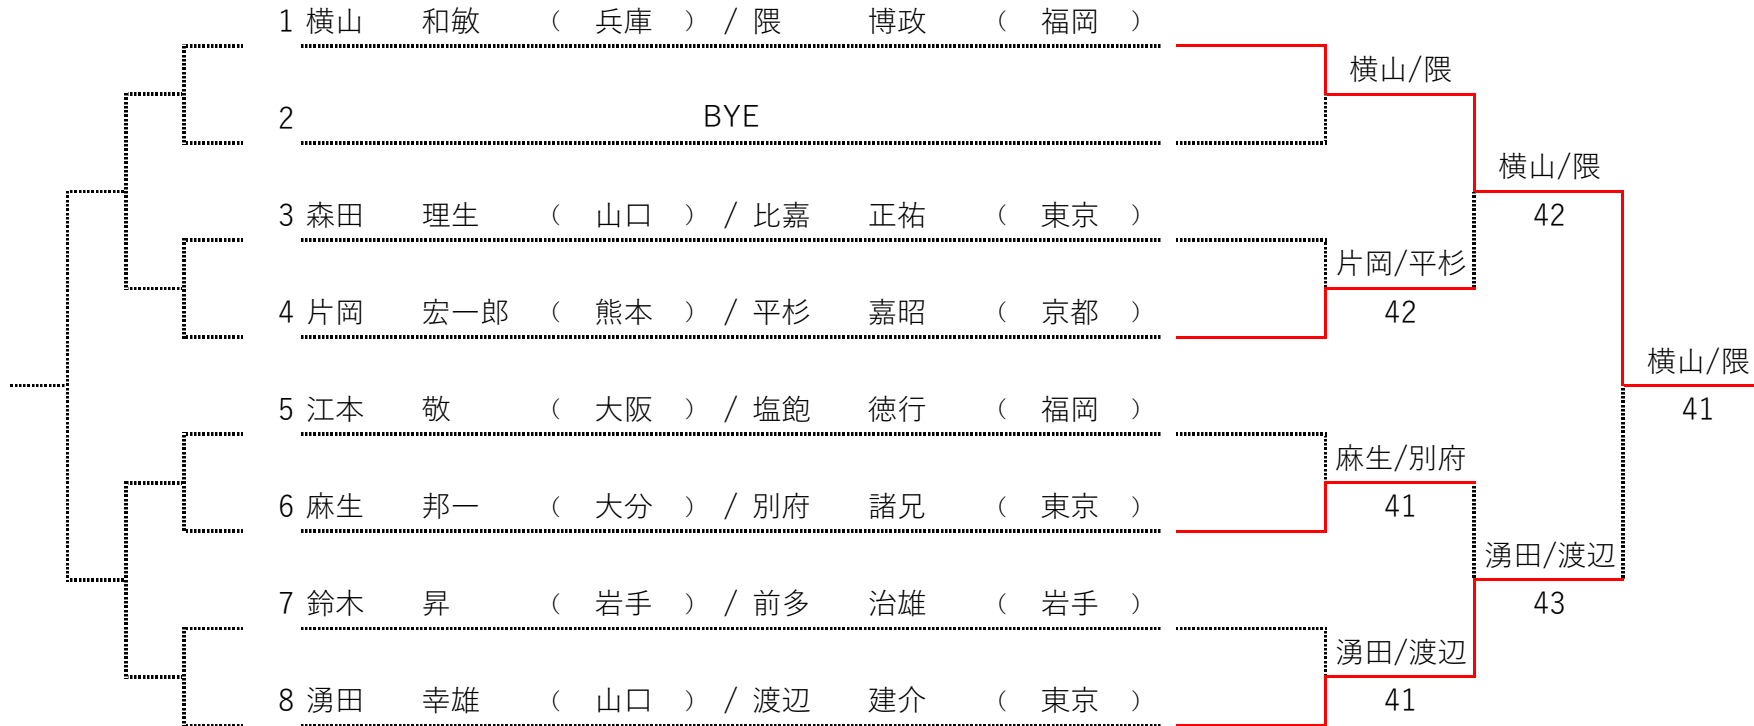 1 横山 和敏 ( 兵庫 ) / 隈 博政 ( 福岡 )
横山/隈
2 BYE
横山/隈
3 森田 理生 ( 山口 ) / 比嘉 正祐 ( 東京 )
42
片岡/平杉
4 片岡 宏一郎 ( 熊本 ) / 平杉 嘉昭 ( 京都 )
42
横山/隈
5 江本 敬 ( 大阪 ) / 塩飽 徳行 ( 福岡 )
41
麻生/別府
6 麻生 邦一 ( 大分 ) / 別府 諸兄 ( 東京 )
41
湧田/渡辺
7 鈴木 昇 ( 岩手 ) / 前多 治雄 ( 岩手 )
43
湧田/渡辺
8 湧田 幸雄 ( 山口 ) / 渡辺 建介 ( 東京 )
41